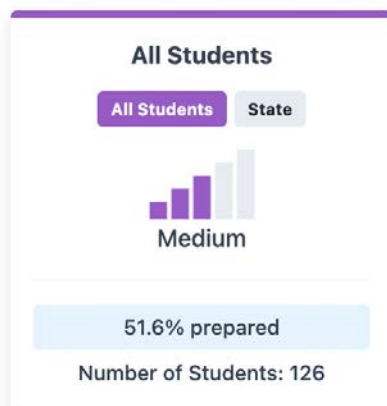 All Students
All Students State
Medium
51.6% prepared
Number of Students: 126